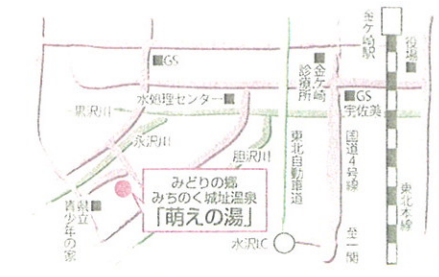 金ケ崎駅
役場
GS
金ケ崎診療所
水処理センター
GS
宇佐美
黒沢川
永沢川
胆沢川
東北自動車道
国道4号線
東北本線
県立青少年の家
みどりの郷
みちのく城址温泉
「萌えの湯」
水沢IC
至一関